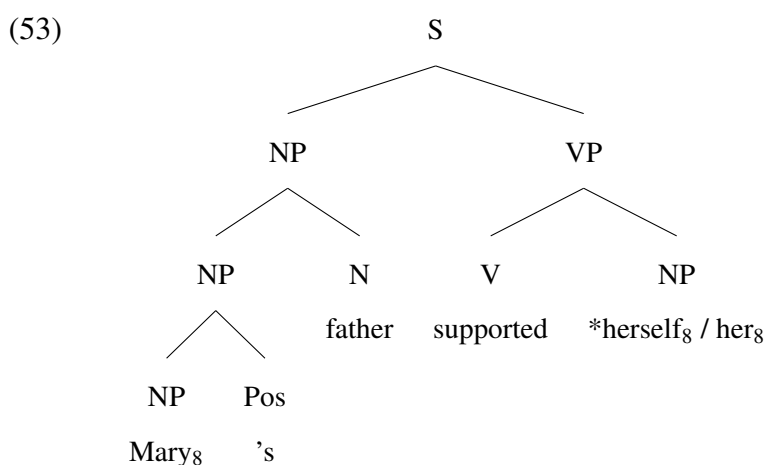 (53) S
NP VP
NP N V NP
father supported *herself₈ / her₈
NP Pos
Mary₈ 's